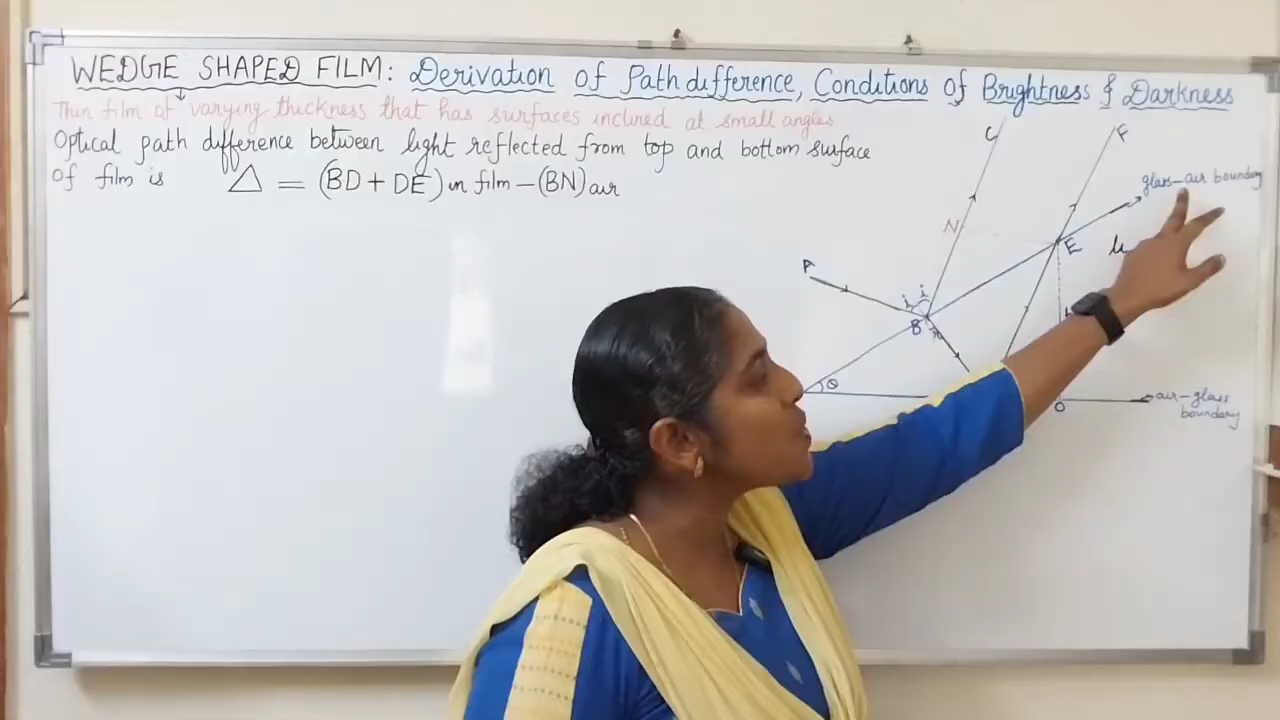 WEDGE SHAPED FILM: Derivation of Path difference, Conditions of Brightness & Darkness
Thin film of varying thickness that has surfaces inclined at small angles
Optical path difference between light reflected from top and bottom surface
of film is Δ = (BD + DE) in film – (BN) air
C
F
glass–air boundary
N
E
μ
A
i i
B
r
θ
O
air–glass
boundary